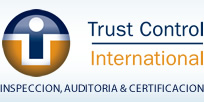 Trust Control
International
INSPECCION, AUDITORIA & CERTIFICACION